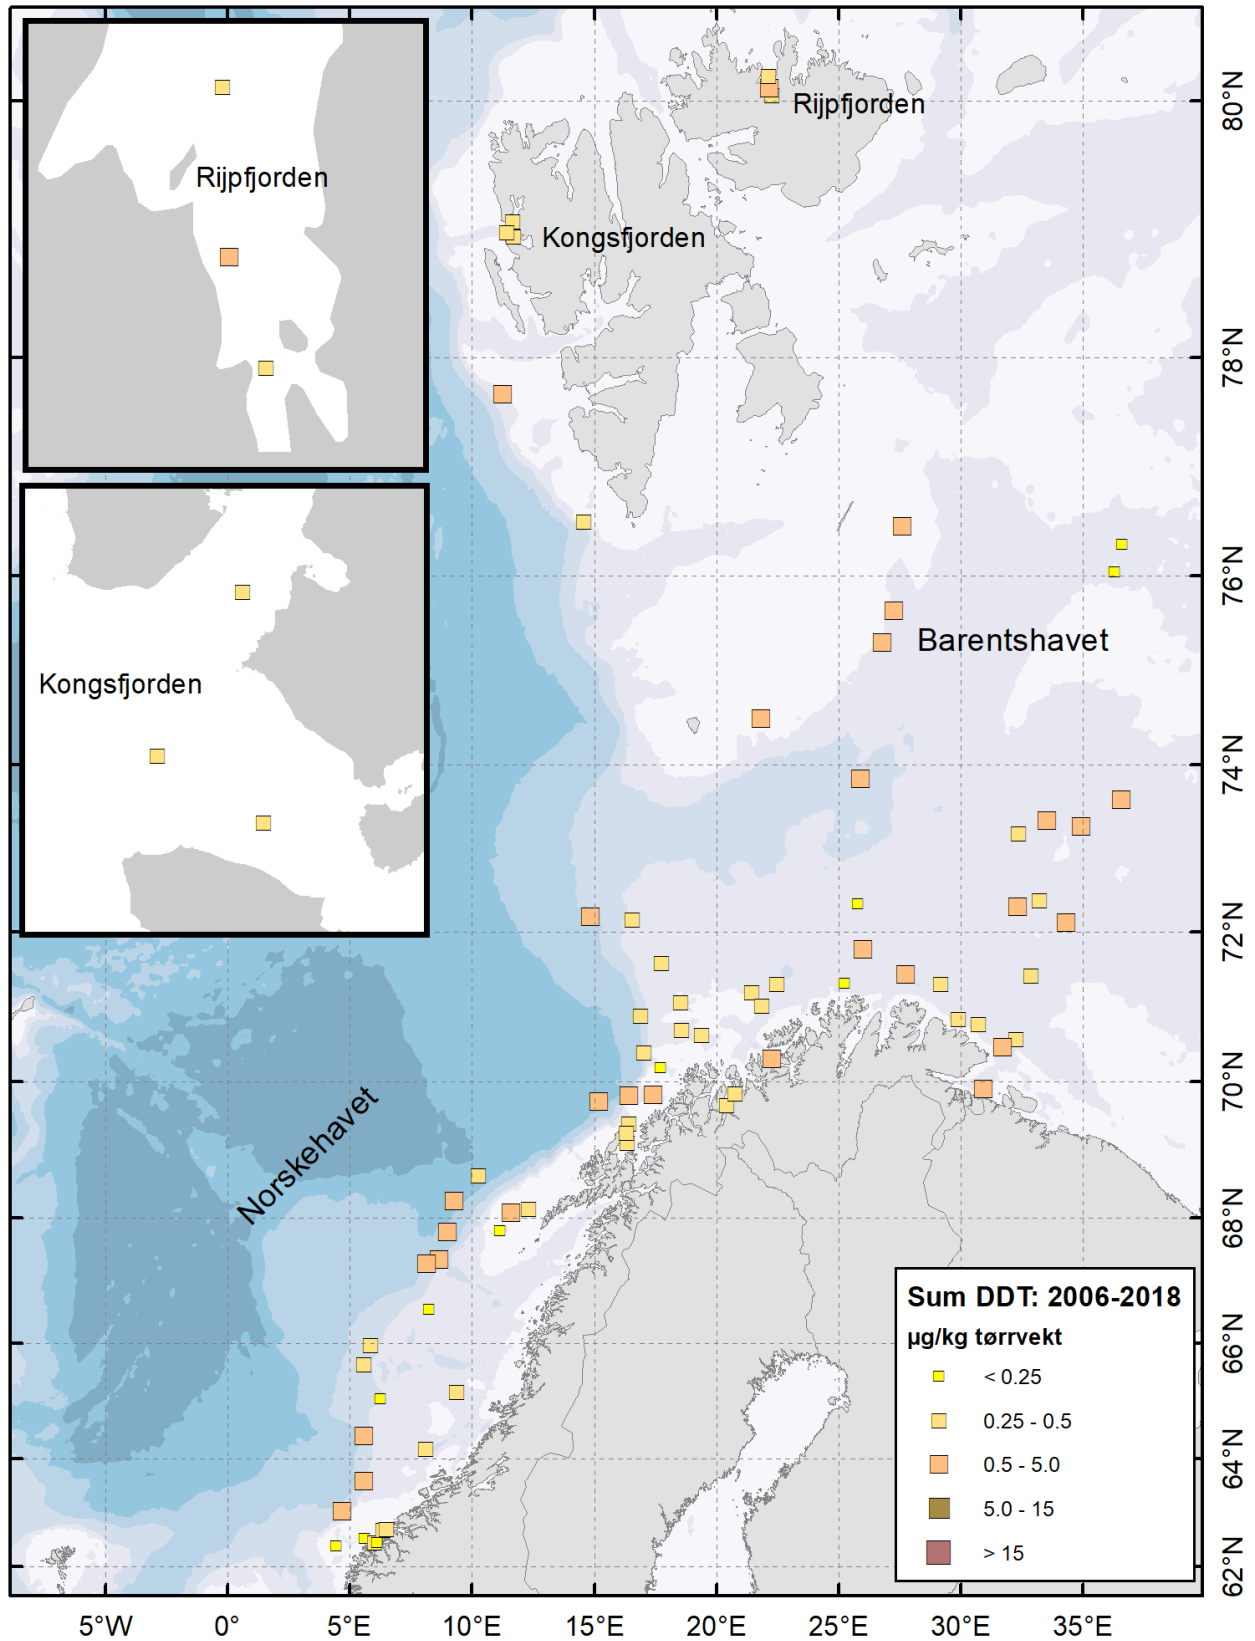 Rijpfjorden
Kongsfjorden
Rijpfjorden
Kongsfjorden
Barentshavet
Norskehavet
Sum DDT: 2006-2018
µg/kg tørrvekt
< 0.25
0.25 - 0.5
0.5 - 5.0
5.0 - 15
> 15
80°N
78°N
76°N
74°N
72°N
70°N
68°N
66°N
64°N
62°N
5°W
0°
5°E
10°E
15°E
20°E
25°E
30°E
35°E